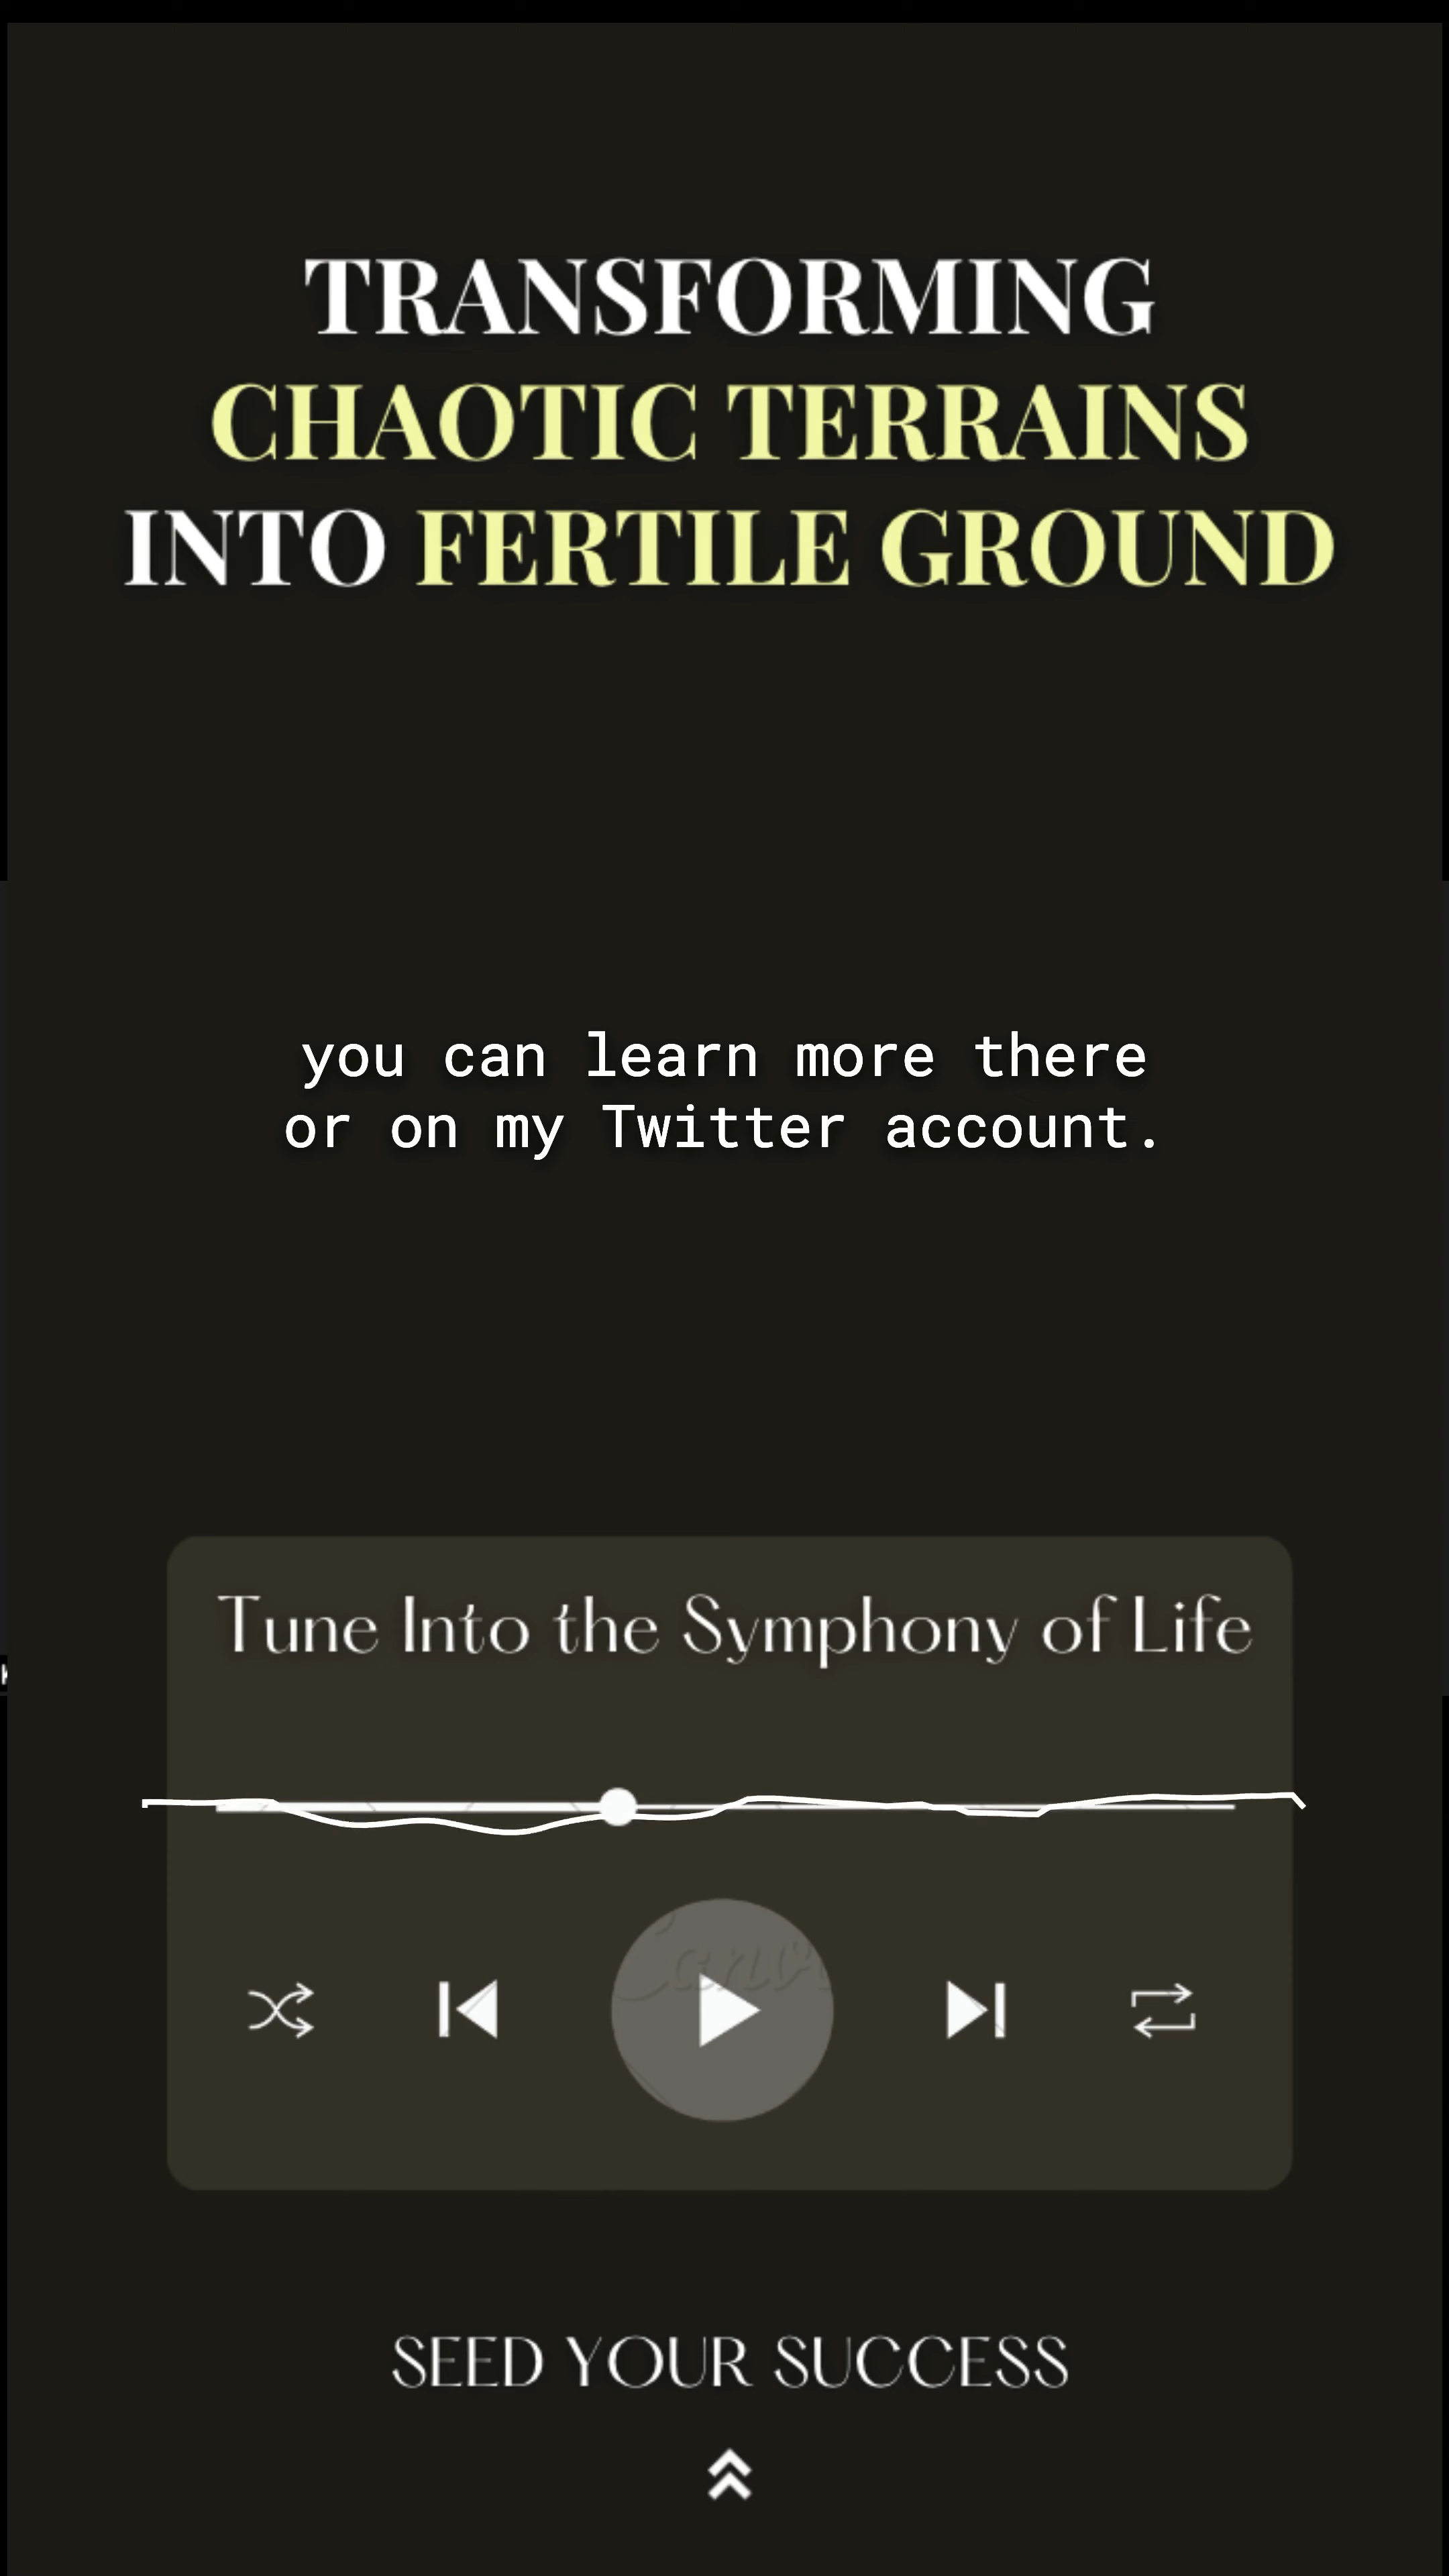 TRANSFORMING
CHAOTIC TERRAINS
INTO FERTILE GROUND
you can learn more there
or on my Twitter account.
Tune Into the Symphony of Life
SEED YOUR SUCCESS